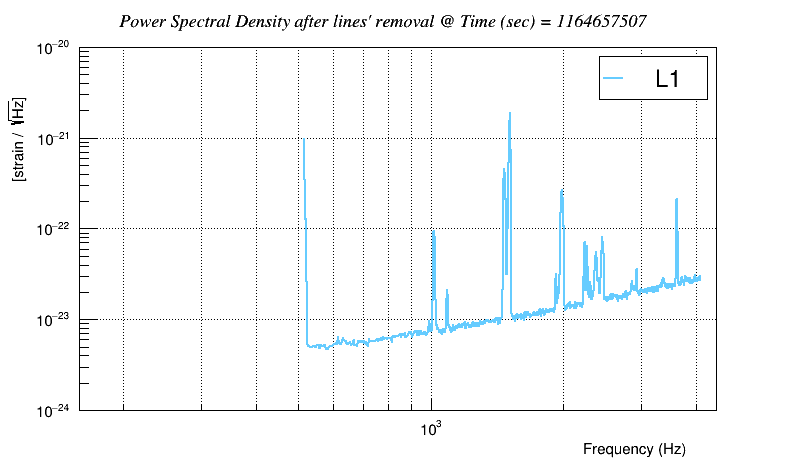 Power Spectral Density after lines' removal @ Time (sec) = 1164657507
[strain / √Hz]
10⁻²⁰
10⁻²¹
10⁻²²
10⁻²³
10⁻²⁴
L1
10³
Frequency (Hz)